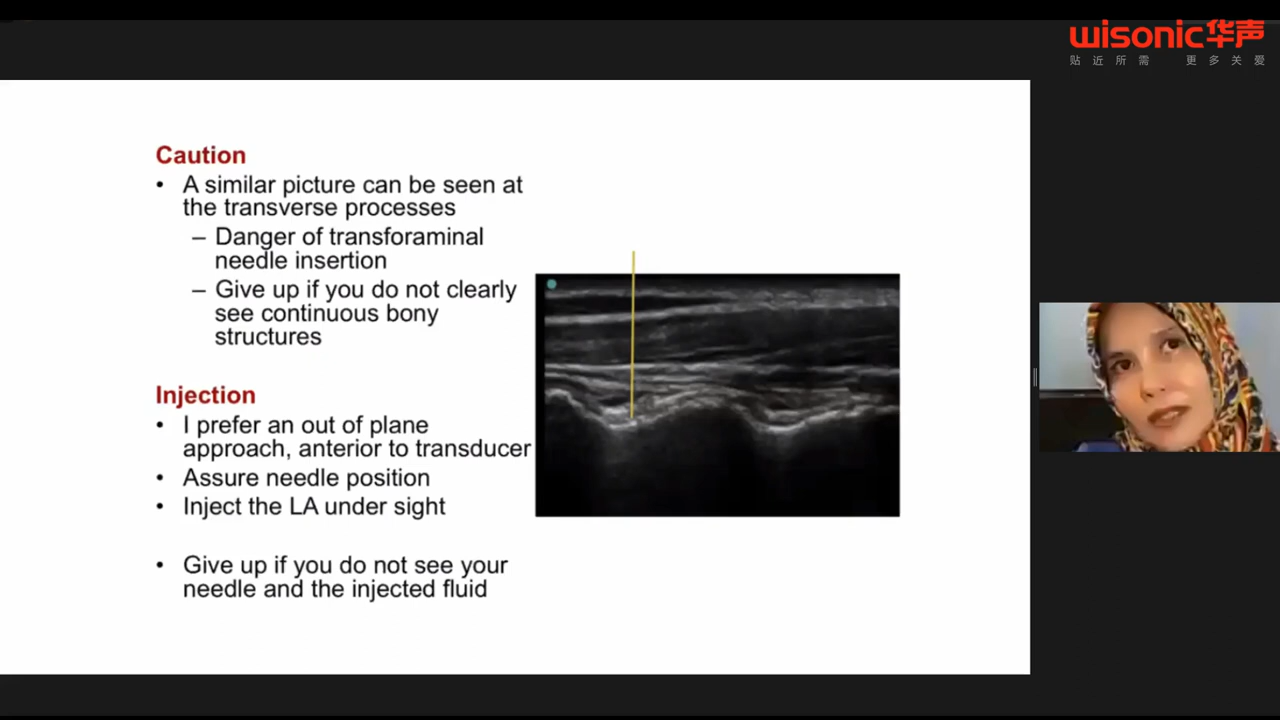 wisonic华声
贴近所需 更多关爱
Caution
• A similar picture can be seen at
the transverse processes
– Danger of transforaminal
needle insertion
– Give up if you do not clearly
see continuous bony
structures
Injection
• I prefer an out of plane
approach, anterior to transducer
• Assure needle position
• Inject the LA under sight
• Give up if you do not see your
needle and the injected fluid